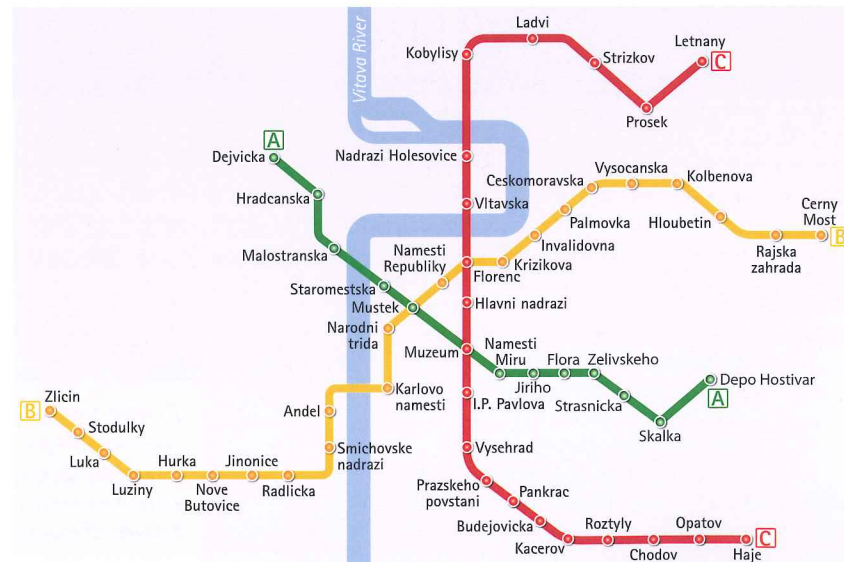 Vltava River
Ladvi
Kobylisy
Strizkov
Letnany
C
Prosek
A
Dejvicka
Nadrazi Holesovice
Hradcanska
Vltavska
Ceskomoravska
Vysocanska
Kolbenova
Palmovka
Hloubetin
Cerny
Most
B
Invalidovna
Rajska
zahrada
Malostranska
Namesti
Republiky
Florenc
Krizikova
Staromestska
Mustek
Hlavni nadrazi
Narodni
trida
Muzeum
Namesti
Miru
Jiriho
Flora
Zelivskeho
Depo Hostivar
A
Strasnicka
Skalka
Karlovo
namesti
I.P. Pavlova
Zlicin
B
Stodulky
Luka
Luziny
Hurka
Nove
Butovice
Jinonice
Radlicka
Andel
Smichovske
nadrazi
Vysehrad
Prazskeho
povstani
Pankrac
Budejovicka
Kacerov
Roztyly
Chodov
Opatov
Haje
C